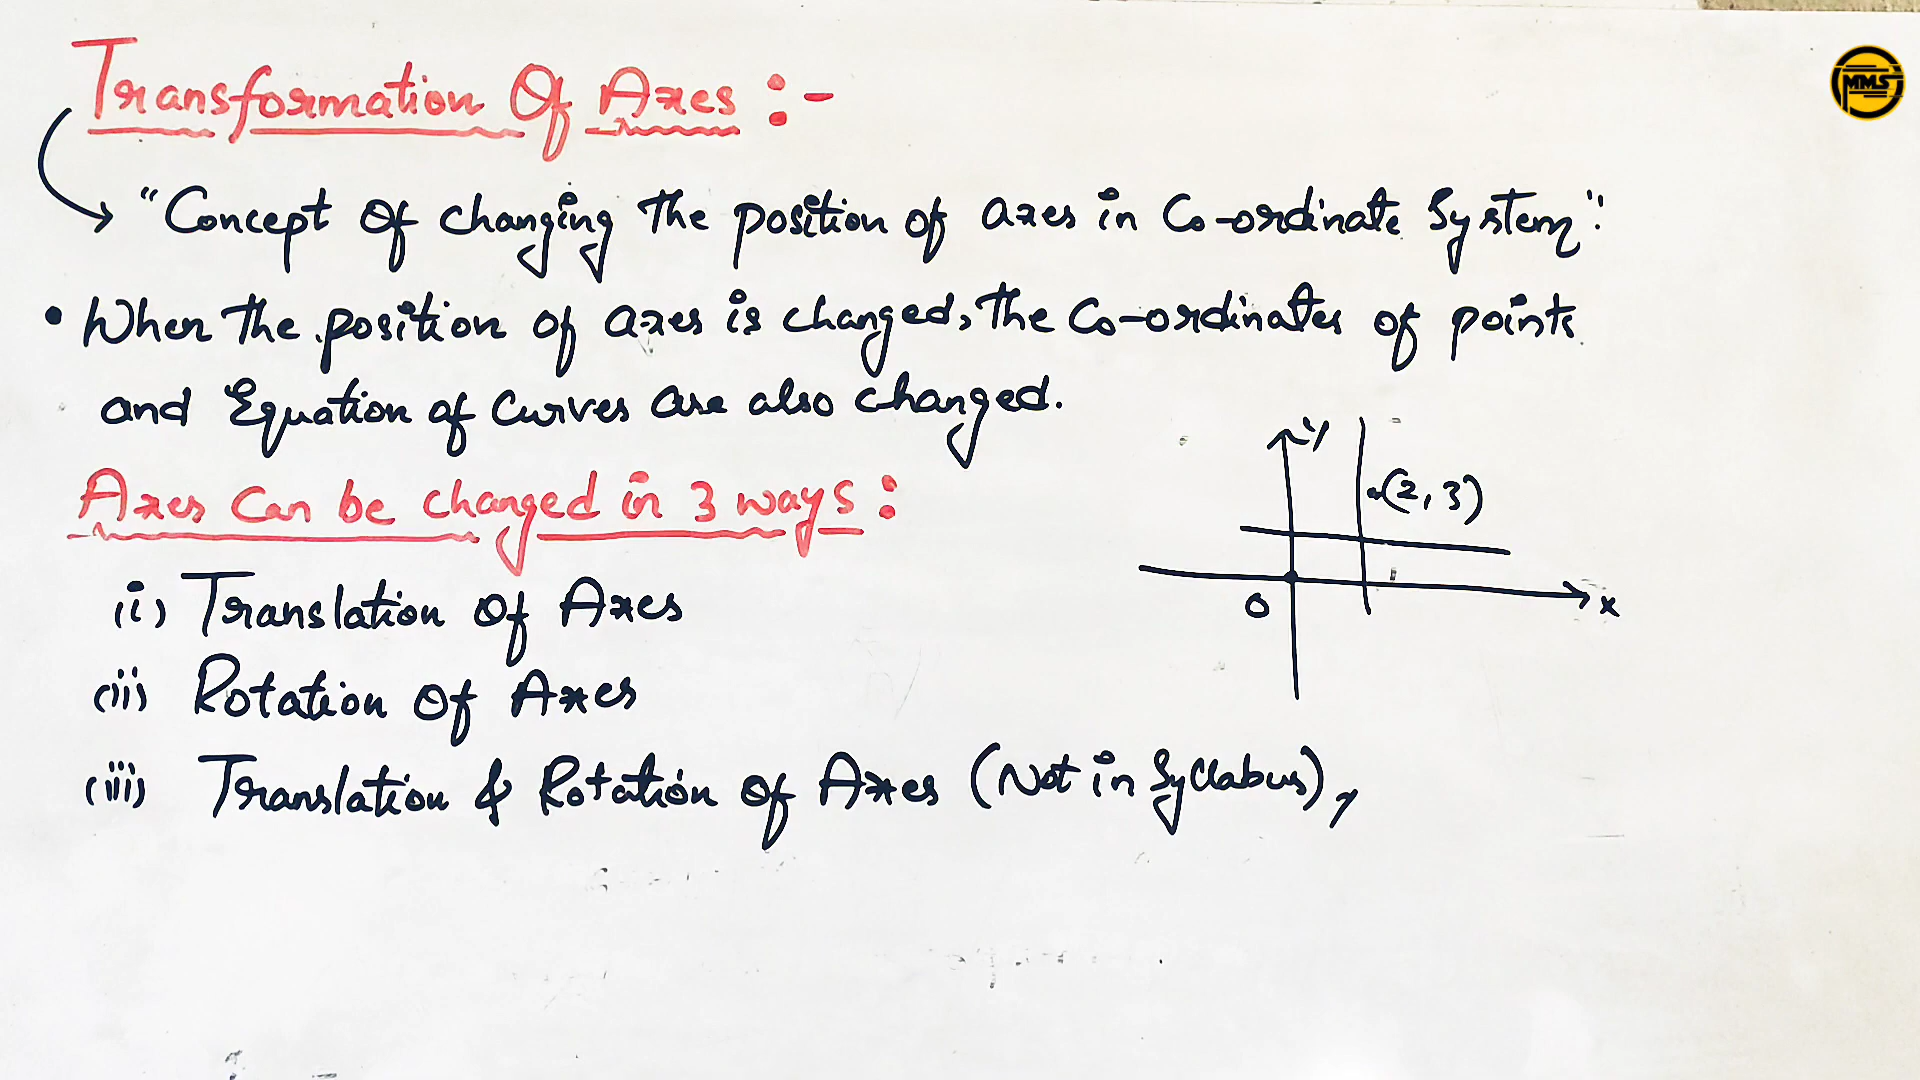 Transformation Of Axes :-
MMS
"Concept Of changing the position of axes in Co-ordinate System".
• When the position of axes is changed, the Co-ordinates of points
and Equation of Curves are also changed.
Y
Axes Can be changed in 3 ways :
(2, 3)
(ii) Translation Of Axes
O
X
(ii) Rotation Of Axes
(iii) Translation & Rotation of Axes (Not in Syllabus),